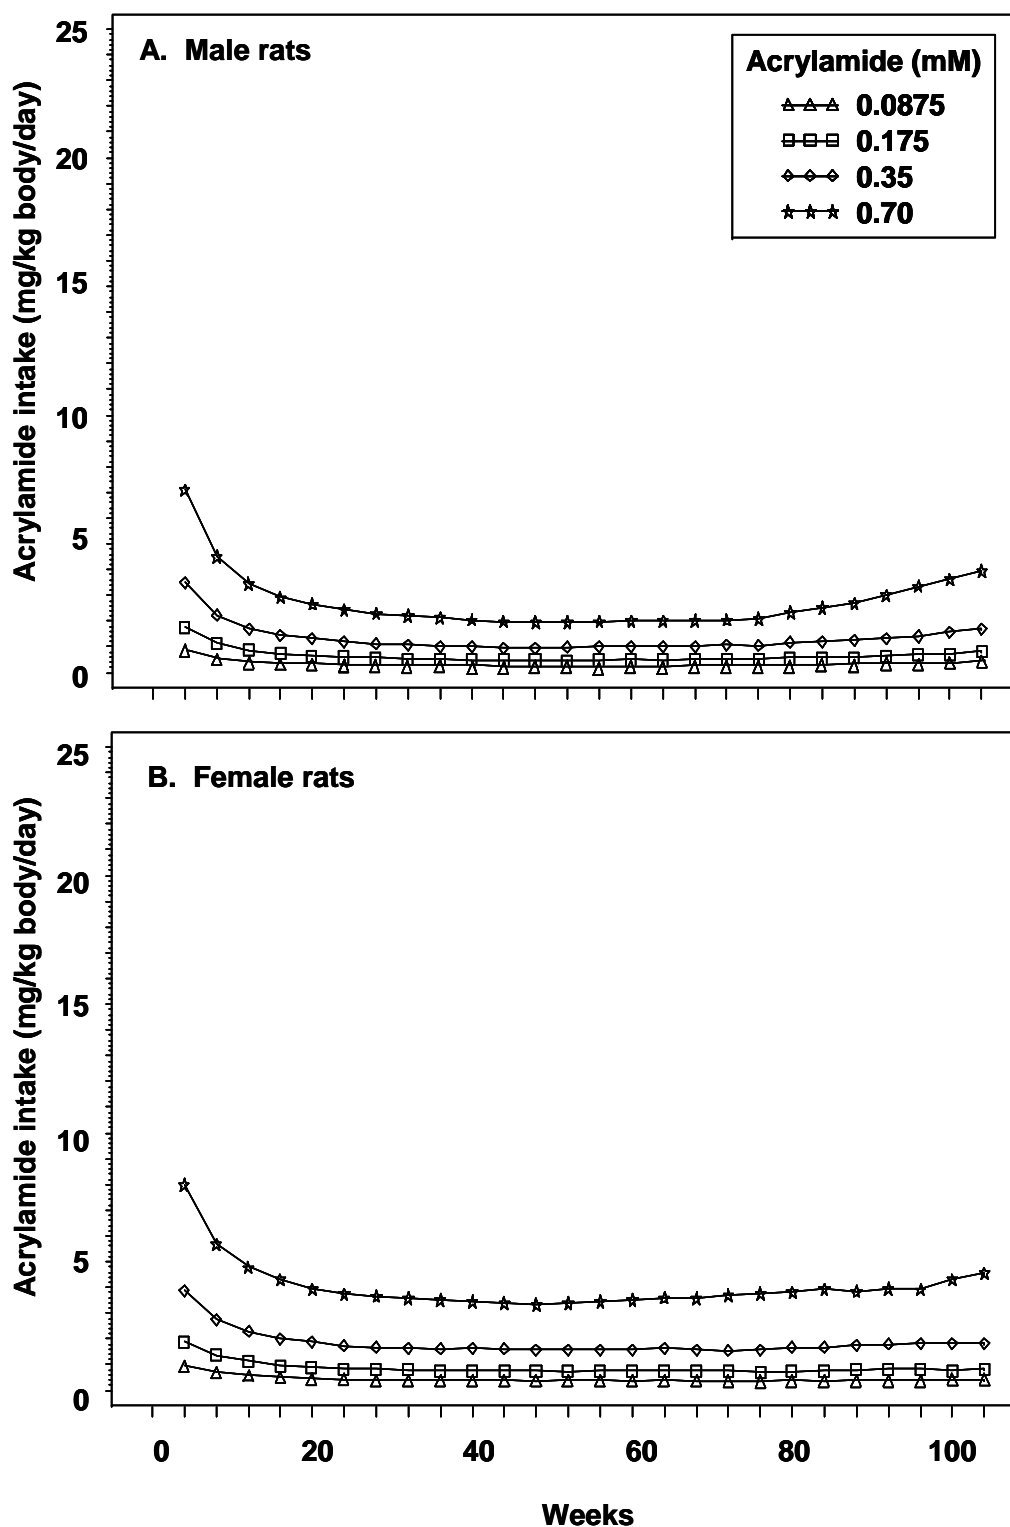 A. Male rats
Acrylamide (mM)
0.0875
0.175
0.35
0.70
Acrylamide intake (mg/kg body/day)
25
20
15
10
5
0
B. Female rats
Acrylamide intake (mg/kg body/day)
25
20
15
10
5
0
0 20 40 60 80 100
Weeks